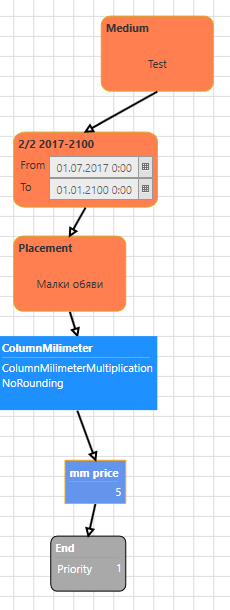 Medium
Test
2/2 2017-2100
From 01.07.2017 0:00
To 01.01.2100 0:00
Placement
Малки обяви
ColumnMilimeter
ColumnMilimeterMultiplication
NoRounding
mm price
5
End
Priority 1